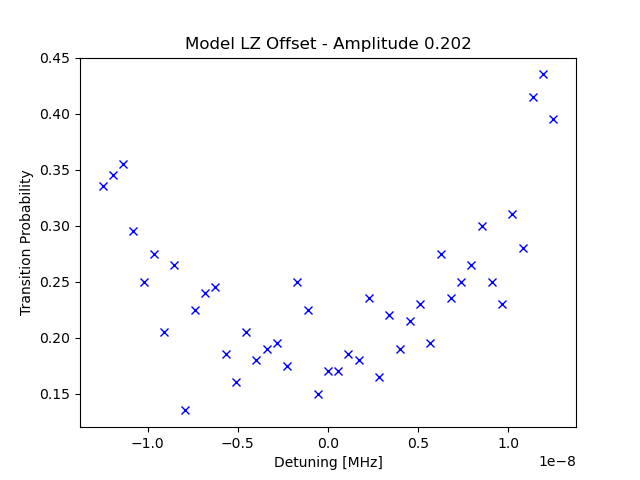 Model LZ Offset - Amplitude 0.202
Transition Probability
0.45
0.40
0.35
0.30
0.25
0.20
0.15
−1.0 −0.5 0.0 0.5 1.0
1e−8
Detuning [MHz]